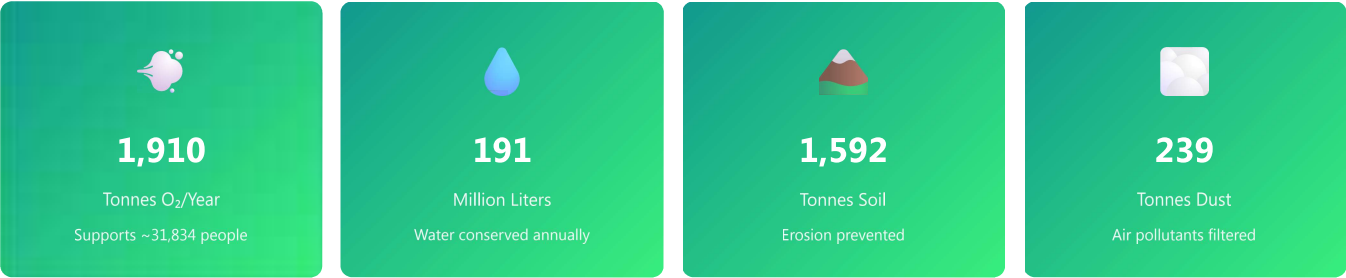 1,910
Tonnes O₂/Year
Supports ~31,834 people
191
Million Liters
Water conserved annually
1,592
Tonnes Soil
Erosion prevented
239
Tonnes Dust
Air pollutants filtered